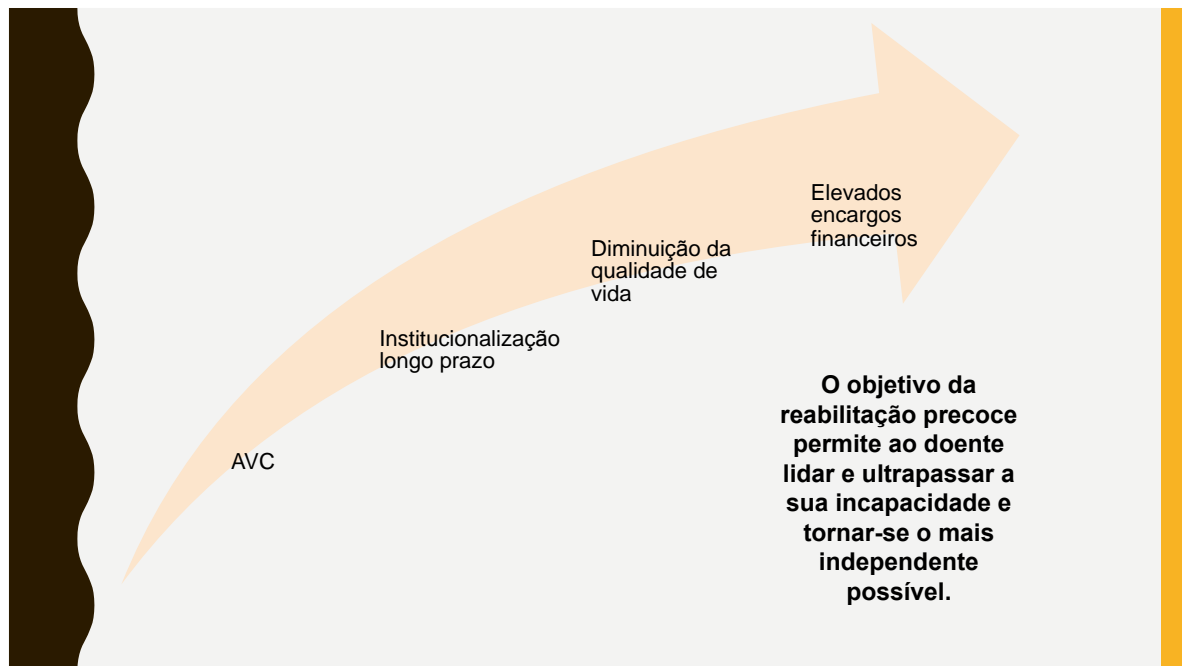 AVC
Institucionalização
longo prazo
Diminuição da
qualidade de
vida
Elevados
encargos
financeiros
O objetivo da
reabilitação precoce
permite ao doente
lidar e ultrapassar a
sua incapacidade e
tornar-se o mais
independente
possível.